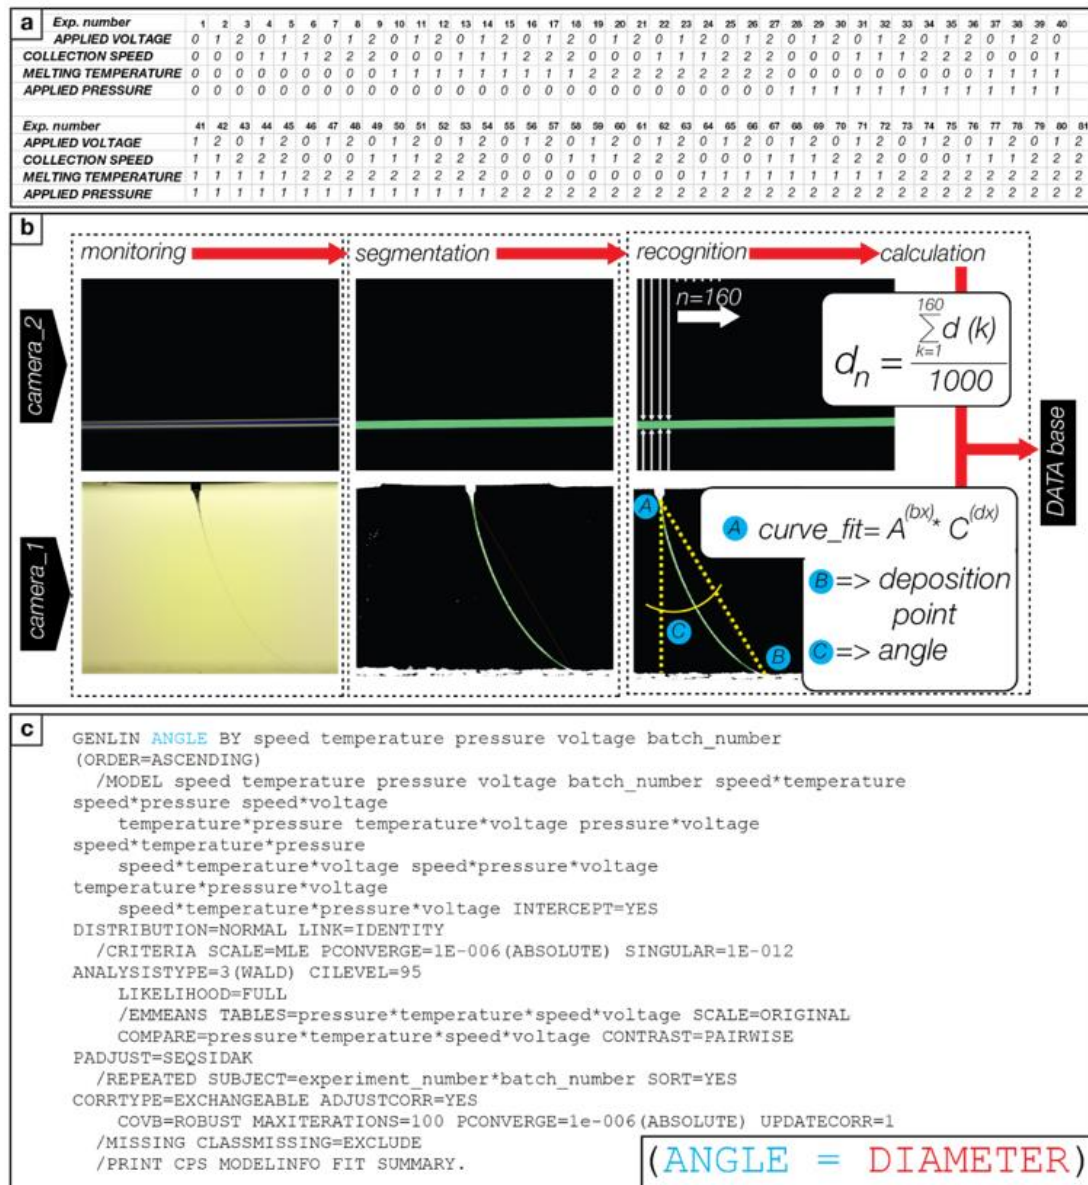 a
Exp. number 1 2 3 4 5 6 7 8 9 10 11 12 13 14 15 16 17 18 19 20 21 22 23 24 25 26 27 28 29 30 31 32 33 34 35 36 37 38 39 40
APPLIED VOLTAGE 0 1 2 0 1 2 0 1 2 0 1 2 0 1 2 0 1 2 0 1 2 0 1 2 0 1 2 0 1 2 0 1 2 0 1 2 0 1 2 0
COLLECTION SPEED 0 0 0 1 1 1 2 2 2 0 0 0 1 1 1 2 2 2 0 0 0 1 1 1 2 2 2 0 0 0 1 1 1 2 2 2 0 0 0 1
MELTING TEMPERATURE 0 0 0 0 0 0 0 0 0 1 1 1 1 1 1 1 1 1 2 2 2 2 2 2 2 2 2 0 0 0 0 0 0 0 0 0 1 1 1 1
APPLIED PRESSURE 0 0 0 0 0 0 0 0 0 0 0 0 0 0 0 0 0 0 0 0 0 0 0 0 0 0 0 1 1 1 1 1 1 1 1 1 1 1 1 1
Exp. number 41 42 43 44 45 46 47 48 49 50 51 52 53 54 55 56 57 58 59 60 61 62 63 64 65 66 67 68 69 70 71 72 73 74 75 76 77 78 79 80 81
APPLIED VOLTAGE 1 2 0 1 2 0 1 2 0 1 2 0 1 2 0 1 2 0 1 2 0 1 2 0 1 2 0 1 2 0 1 2 0 1 2 0 1 2 0 1 2
COLLECTION SPEED 1 1 2 2 2 0 0 0 1 1 1 2 2 2 0 0 0 1 1 1 2 2 2 0 0 0 1 1 1 2 2 2 0 0 0 1 1 1 2 2 2
MELTING TEMPERATURE 1 1 1 1 1 2 2 2 2 2 2 2 2 2 0 0 0 0 0 0 0 0 0 1 1 1 1 1 1 1 1 1 2 2 2 2 2 2 2 2 2
APPLIED PRESSURE 1 1 1 1 1 1 1 1 1 1 1 1 1 1 2 2 2 2 2 2 2 2 2 2 2 2 2 2 2 2 2 2 2 2 2 2 2 2 2 2 2
b
monitoring segmentation recognition calculation
camera_2
n=160
d_n = Σ_{k=1}^{160} d (k) / 1000
DATA base
camera_1
A
C
B
A curve_fit= A^(bx)* C^(dx)
B => deposition
point
C => angle
c
GENLIN ANGLE BY speed temperature pressure voltage batch_number
(ORDER=ASCENDING)
/MODEL speed temperature pressure voltage batch_number speed*temperature
speed*pressure speed*voltage
temperature*pressure temperature*voltage pressure*voltage
speed*temperature*pressure
speed*temperature*voltage speed*pressure*voltage
temperature*pressure*voltage
speed*temperature*pressure*voltage INTERCEPT=YES
DISTRIBUTION=NORMAL LINK=IDENTITY
/CRITERIA SCALE=MLE PCONVERGE=1E-006(ABSOLUTE) SINGULAR=1E-012
ANALYSISTYPE=3(WALD) CILEVEL=95
LIKELIHOOD=FULL
/EMMEANS TABLES=pressure*temperature*speed*voltage SCALE=ORIGINAL
COMPARE=pressure*temperature*speed*voltage CONTRAST=PAIRWISE
PADJUST=SEQSIDAK
/REPEATED SUBJECT=experiment_number*batch_number SORT=YES
CORRTYPE=EXCHANGEABLE ADJUSTCORR=YES
COVB=ROBUST MAXITERATIONS=100 PCONVERGE=1e-006(ABSOLUTE) UPDATECORR=1
/MISSING CLASSMISSING=EXCLUDE
/PRINT CPS MODELINFO FIT SUMMARY.
(ANGLE = DIAMETER)